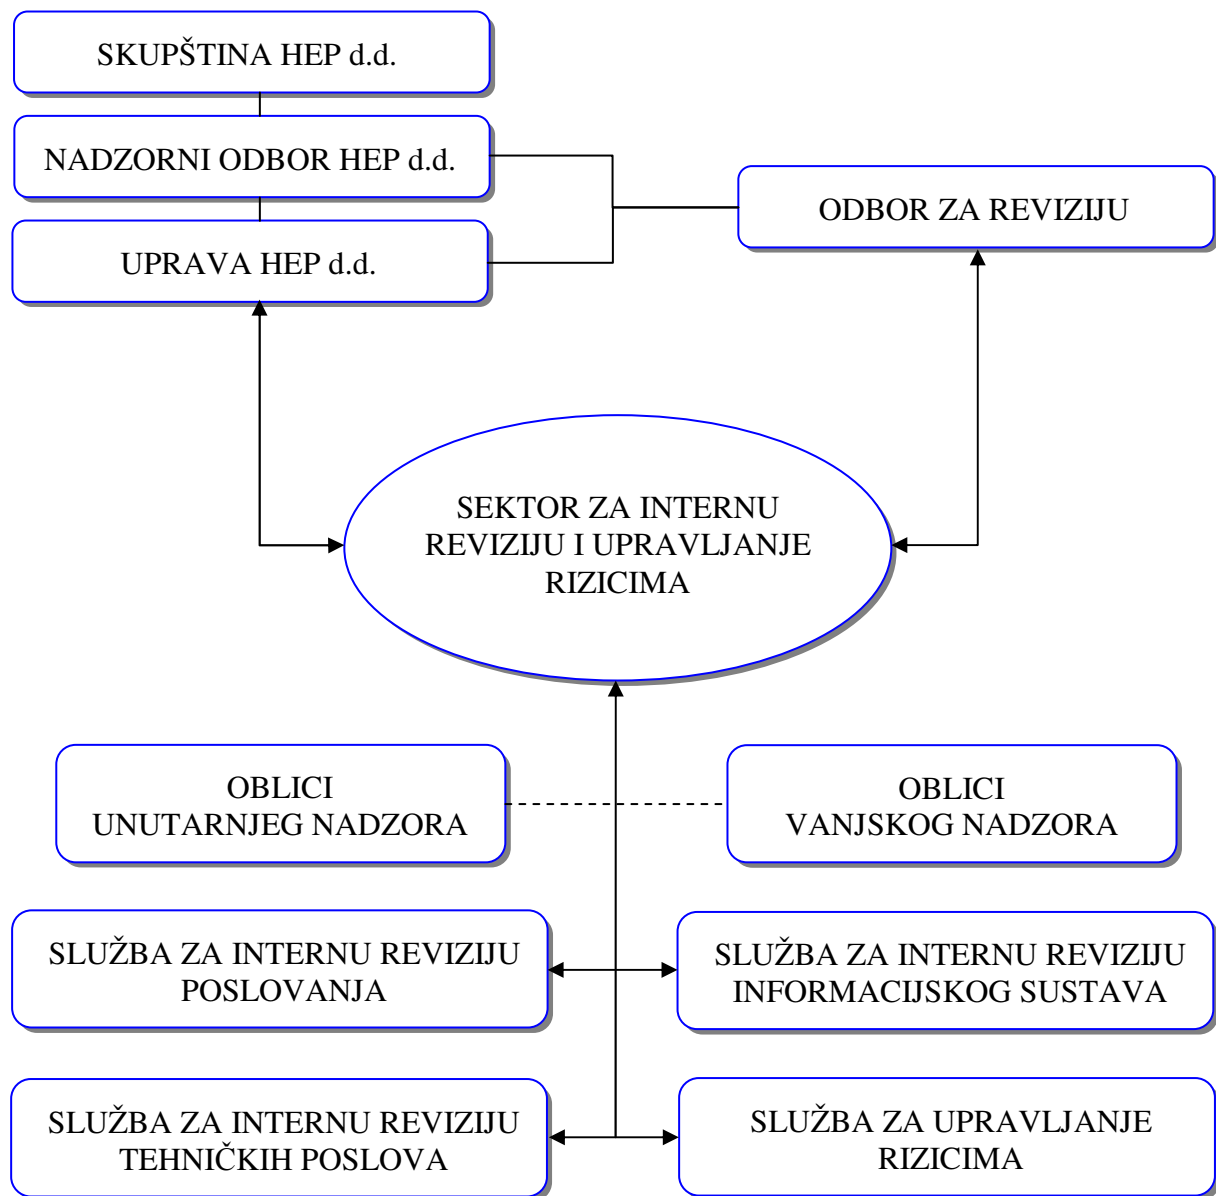 SKUPŠTINA HEP d.d.
NADZORNI ODBOR HEP d.d.
ODBOR ZA REVIZIJU
UPRAVA HEP d.d.
SEKTOR ZA INTERNU
REVIZIJU I UPRAVLJANJE
RIZICIMA
OBLICI
UNUTARNJEG NADZORA
OBLICI
VANJSKOG NADZORA
SLUŽBA ZA INTERNU REVIZIJU
POSLOVANJA
SLUŽBA ZA INTERNU REVIZIJU
INFORMACIJSKOG SUSTAVA
SLUŽBA ZA INTERNU REVIZIJU
TEHNIČKIH POSLOVA
SLUŽBA ZA UPRAVLJANJE
RIZICIMA